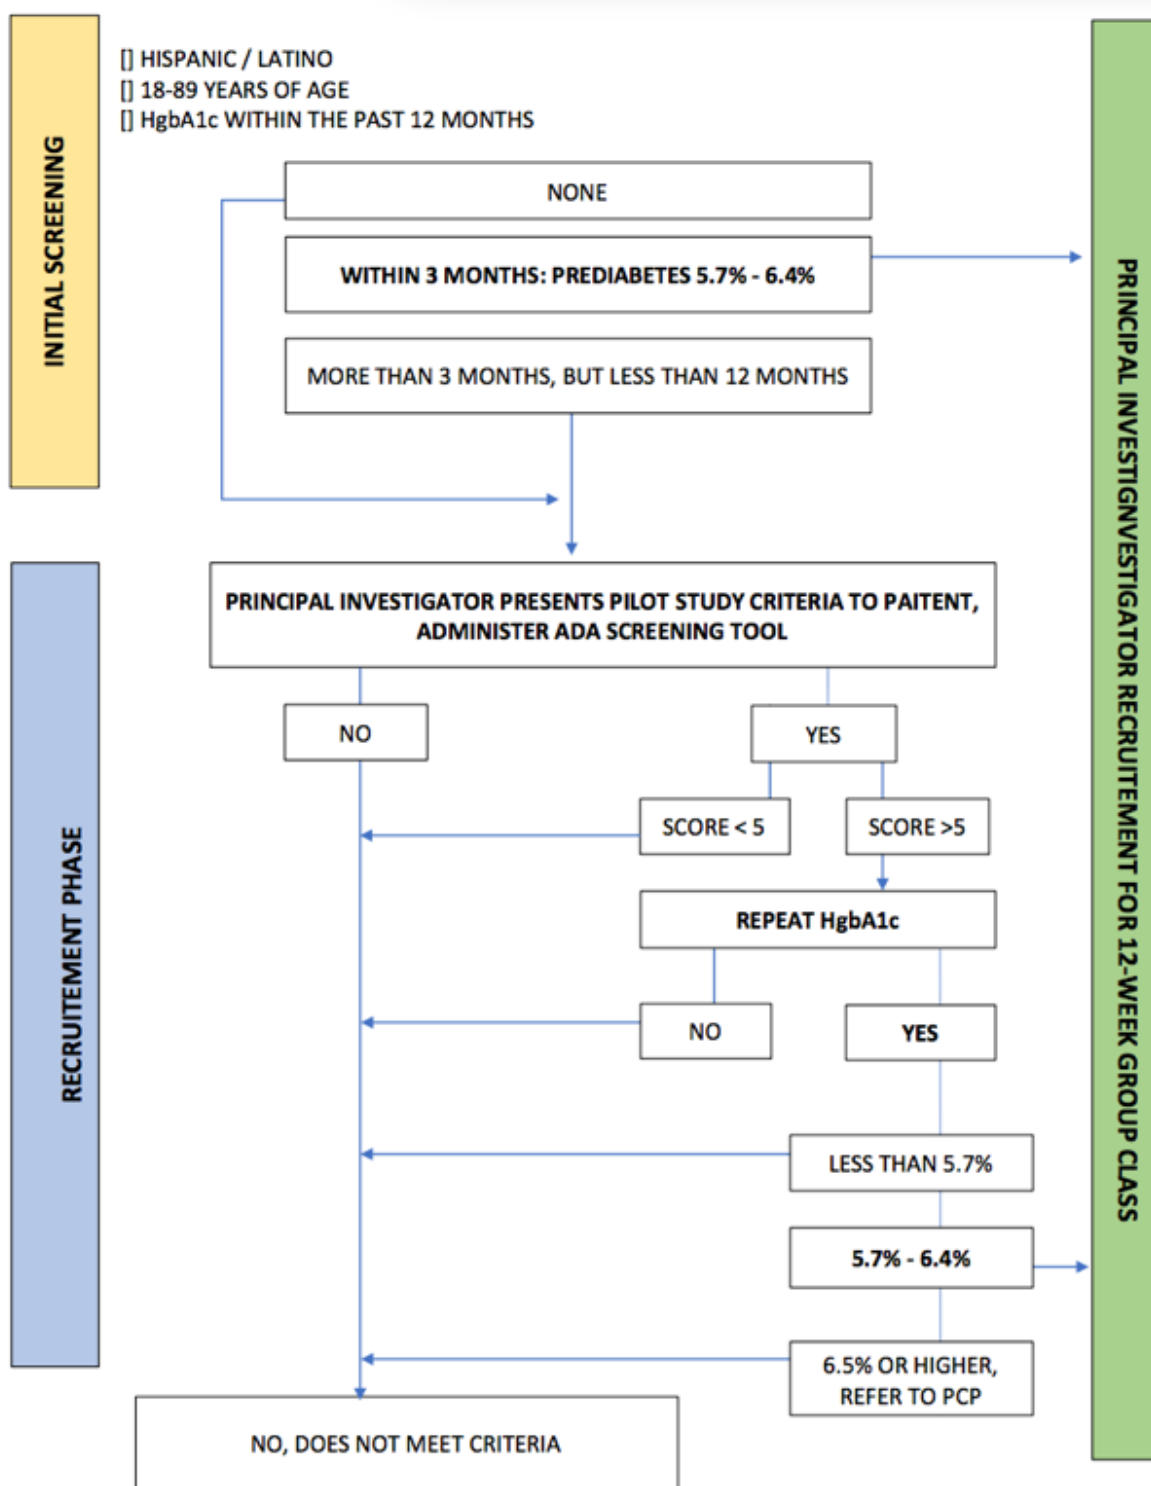 INITIAL SCREENING
[] HISPANIC / LATINO
[] 18-89 YEARS OF AGE
[] HgbA1c WITHIN THE PAST 12 MONTHS
NONE
WITHIN 3 MONTHS: PREDIABETES 5.7% - 6.4%
MORE THAN 3 MONTHS, BUT LESS THAN 12 MONTHS
RECRUITEMENT PHASE
PRINCIPAL INVESTIGATOR PRESENTS PILOT STUDY CRITERIA TO PAITENT,
ADMINISTER ADA SCREENING TOOL
NO
YES
SCORE < 5
SCORE >5
REPEAT HgbA1c
NO
YES
LESS THAN 5.7%
5.7% - 6.4%
6.5% OR HIGHER,
REFER TO PCP
NO, DOES NOT MEET CRITERIA
PRINCIPAL INVESTIGNVESTIGATOR RECRUITEMENT FOR 12-WEEK GROUP CLASS